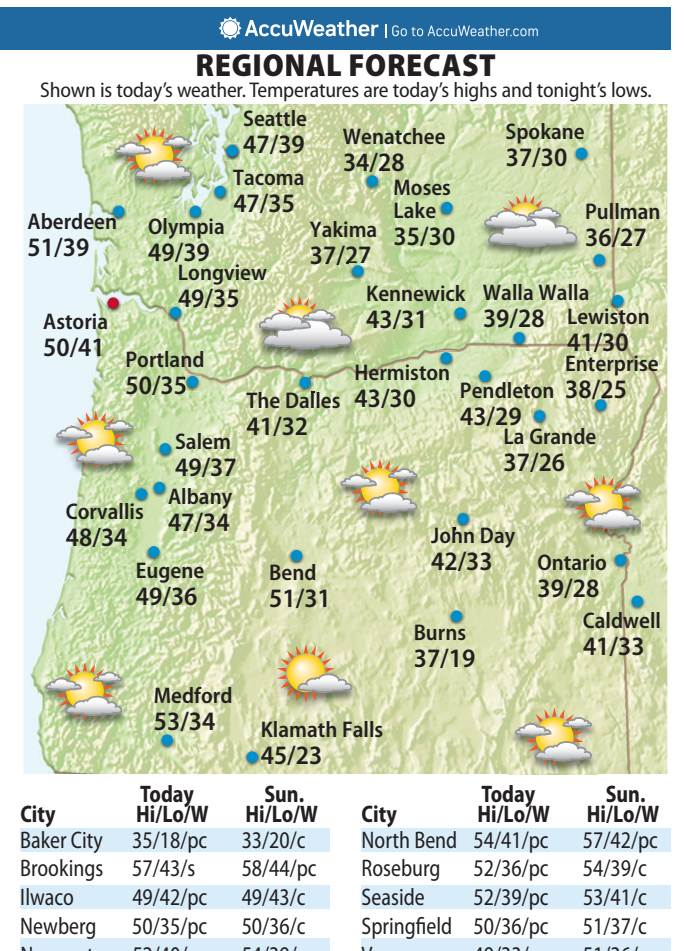 AccuWeather | Go to AccuWeather.com
REGIONAL FORECAST
Shown is today's weather. Temperatures are today's highs and tonight's lows.
Seattle
47/39
Wenatchee
34/28
Spokane
37/30
Tacoma
47/35
Moses
Lake
35/30
Aberdeen
51/39
Olympia
49/39
Yakima
37/27
Pullman
36/27
Longview
49/35
Kennewick
43/31
Walla Walla
39/28
Lewiston
41/30
Astoria
50/41
Portland
50/35
The Dalles
41/32
Hermiston
43/30
Pendleton
43/29
Enterprise
38/25
La Grande
37/26
Salem
49/37
Albany
47/34
Corvallis
48/34
John Day
42/33
Eugene
49/36
Bend
51/31
Ontario
39/28
Caldwell
41/33
Burns
37/19
Medford
53/34
Klamath Falls
45/23
Today Sun.
City Hi/Lo/W Hi/Lo/W
Baker City 35/18/pc 33/20/c
Brookings 57/43/s 58/44/pc
Ilwaco 49/42/pc 49/43/c
Newberg 50/35/pc 50/36/c
Today Sun.
City Hi/Lo/W Hi/Lo/W
North Bend 54/41/pc 57/42/pc
Roseburg 52/36/pc 54/39/c
Seaside 52/39/pc 53/41/c
Springfield 50/36/pc 51/37/c